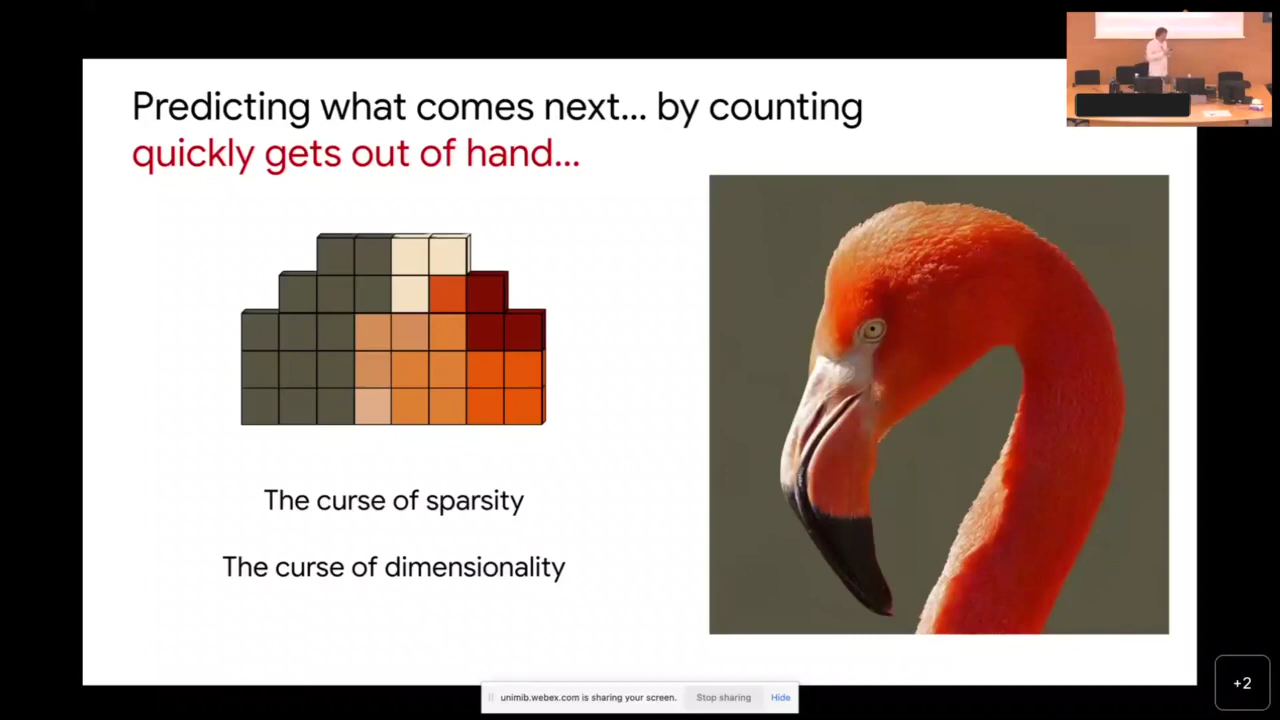 Predicting what comes next... by counting
quickly gets out of hand...
The curse of sparsity
The curse of dimensionality
unimib.webex.com is sharing your screen.
Stop sharing
Hide
+2